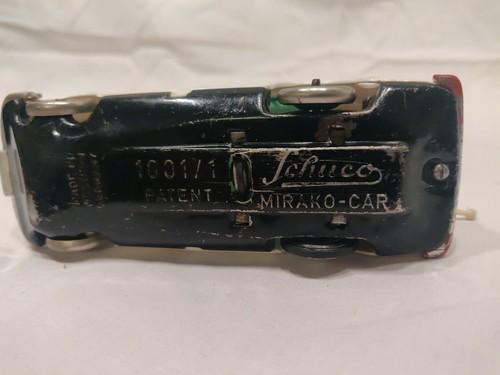 1001/1
PATENT
Schuco
MIRAKO-CAR